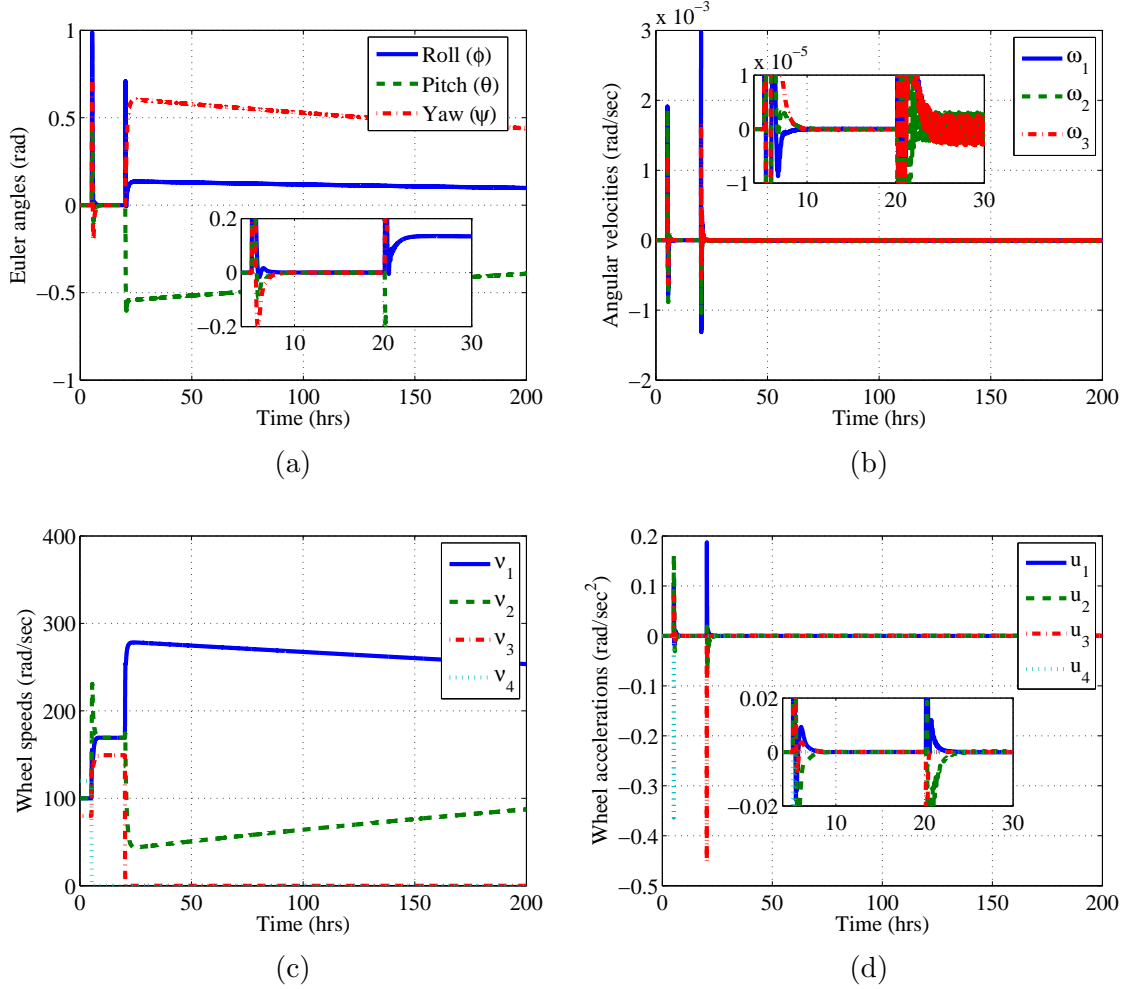 1
0.5
0
−0.5
−1
0 50 100 150 200
Euler angles (rad)
Time (hrs)
Roll (ϕ)
Pitch (θ)
Yaw (ψ)
0.2
0
−0.2
10 20 30
(a)
x 10⁻³
3
2
1
0
−1
−2
0 50 100 150 200
Angular velocities (rad/sec)
Time (hrs)
ω₁
ω₂
ω₃
x 10⁻⁵
1
0
−1
10 20 30
(b)
400
300
200
100
0
0 50 100 150 200
Wheel speeds (rad/sec)
Time (hrs)
ν₁
ν₂
ν₃
ν₄
(c)
0.2
0.1
0
−0.1
−0.2
−0.3
−0.4
−0.5
0 50 100 150 200
Wheel accelerations (rad/sec²)
Time (hrs)
u₁
u₂
u₃
u₄
0.02
0
−0.02
10 20 30
(d)